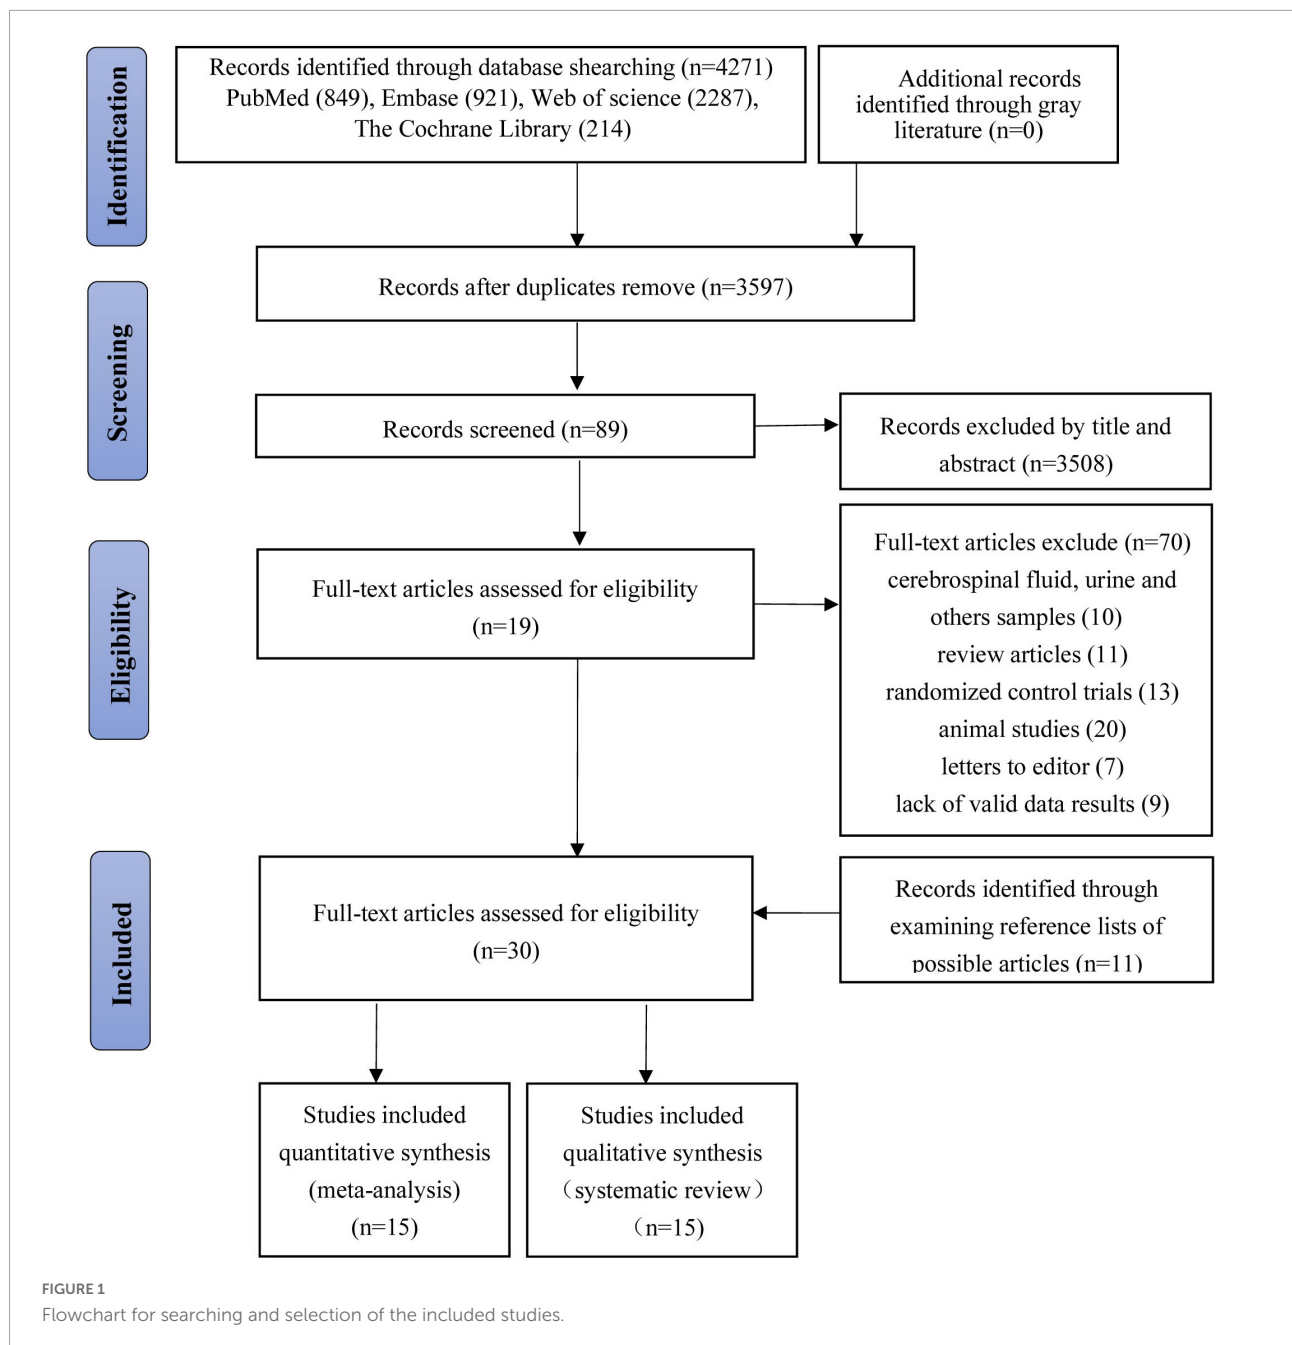 Identification
Records identified through database shearching (n=4271)
PubMed (849), Embase (921), Web of science (2287),
The Cochrane Library (214)
Additional records
identified through gray
literature (n=0)
Records after duplicates remove (n=3597)
Screening
Records screened (n=89)
Records excluded by title and
abstract (n=3508)
Eligibility
Full-text articles assessed for eligibility
(n=19)
Full-text articles exclude (n=70)
cerebrospinal fluid, urine and
others samples (10)
review articles (11)
randomized control trials (13)
animal studies (20)
letters to editor (7)
lack of valid data results (9)
Included
Full-text articles assessed for eligibility
(n=30)
Records identified through
examining reference lists of
possible articles (n=11)
Studies included
quantitative synthesis
(meta-analysis)
(n=15)
Studies included
qualitative synthesis
（systematic review）
（n=15)
FIGURE 1
Flowchart for searching and selection of the included studies.